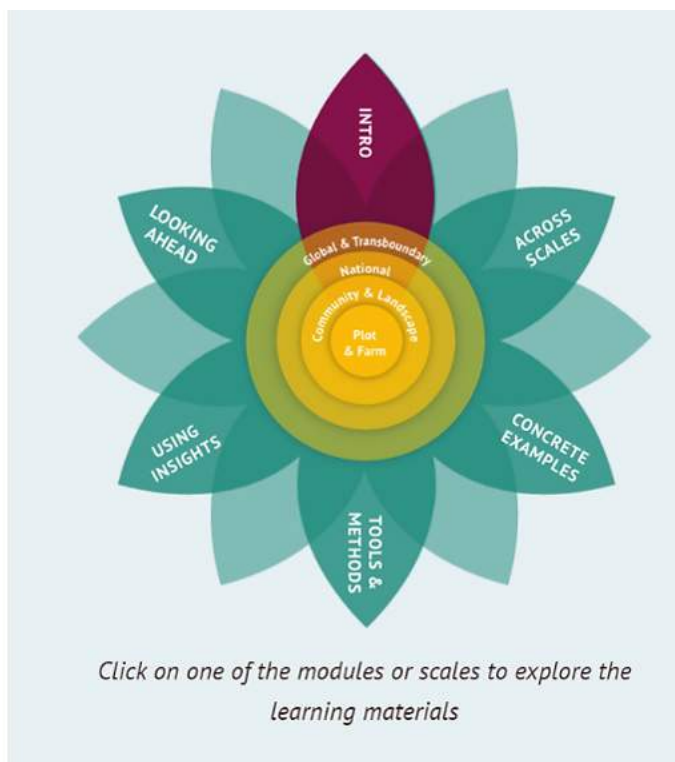 INTRO
ACROSS
SCALES
CONCRETE
EXAMPLES
TOOLS &
METHODS
USING
INSIGHTS
LOOKING
AHEAD
Global & Transboundary
National
Community & Landscape
Plot
& Farm
Click on one of the modules or scales to explore the
learning materials